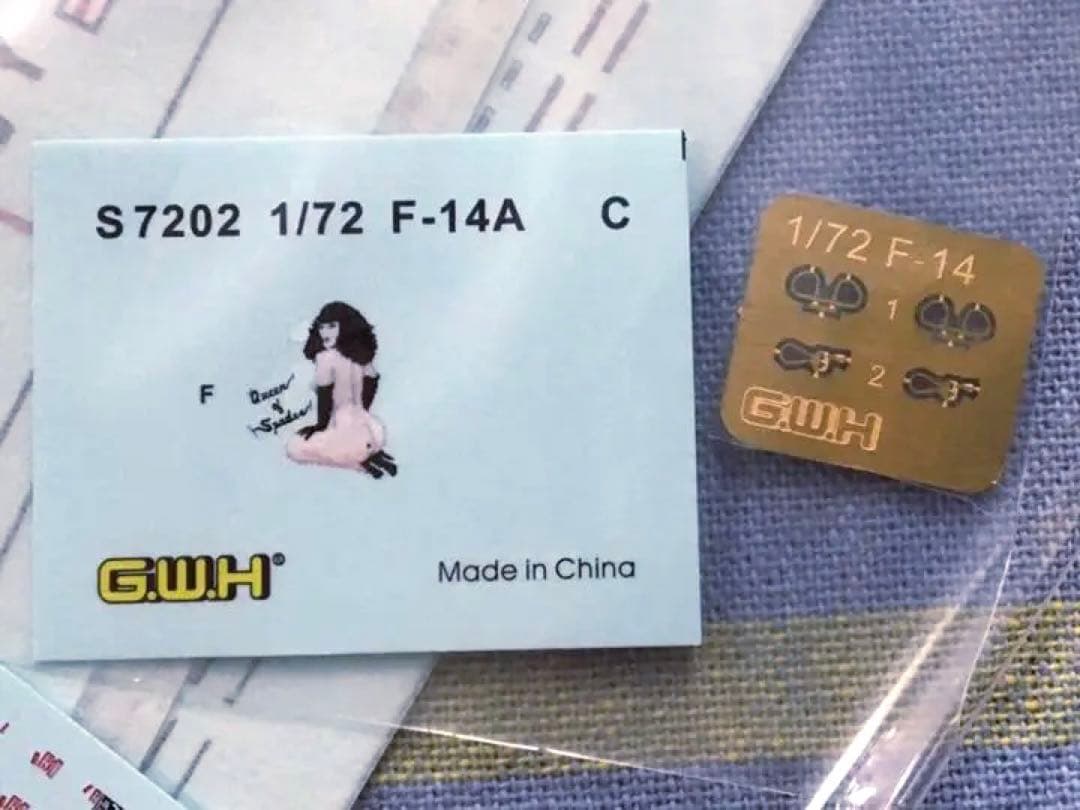 S7202 1/72 F-14A C
F
Queen
of
Spades
G.W.H®
Made in China
1/72 F-14
1
2
G.W.H